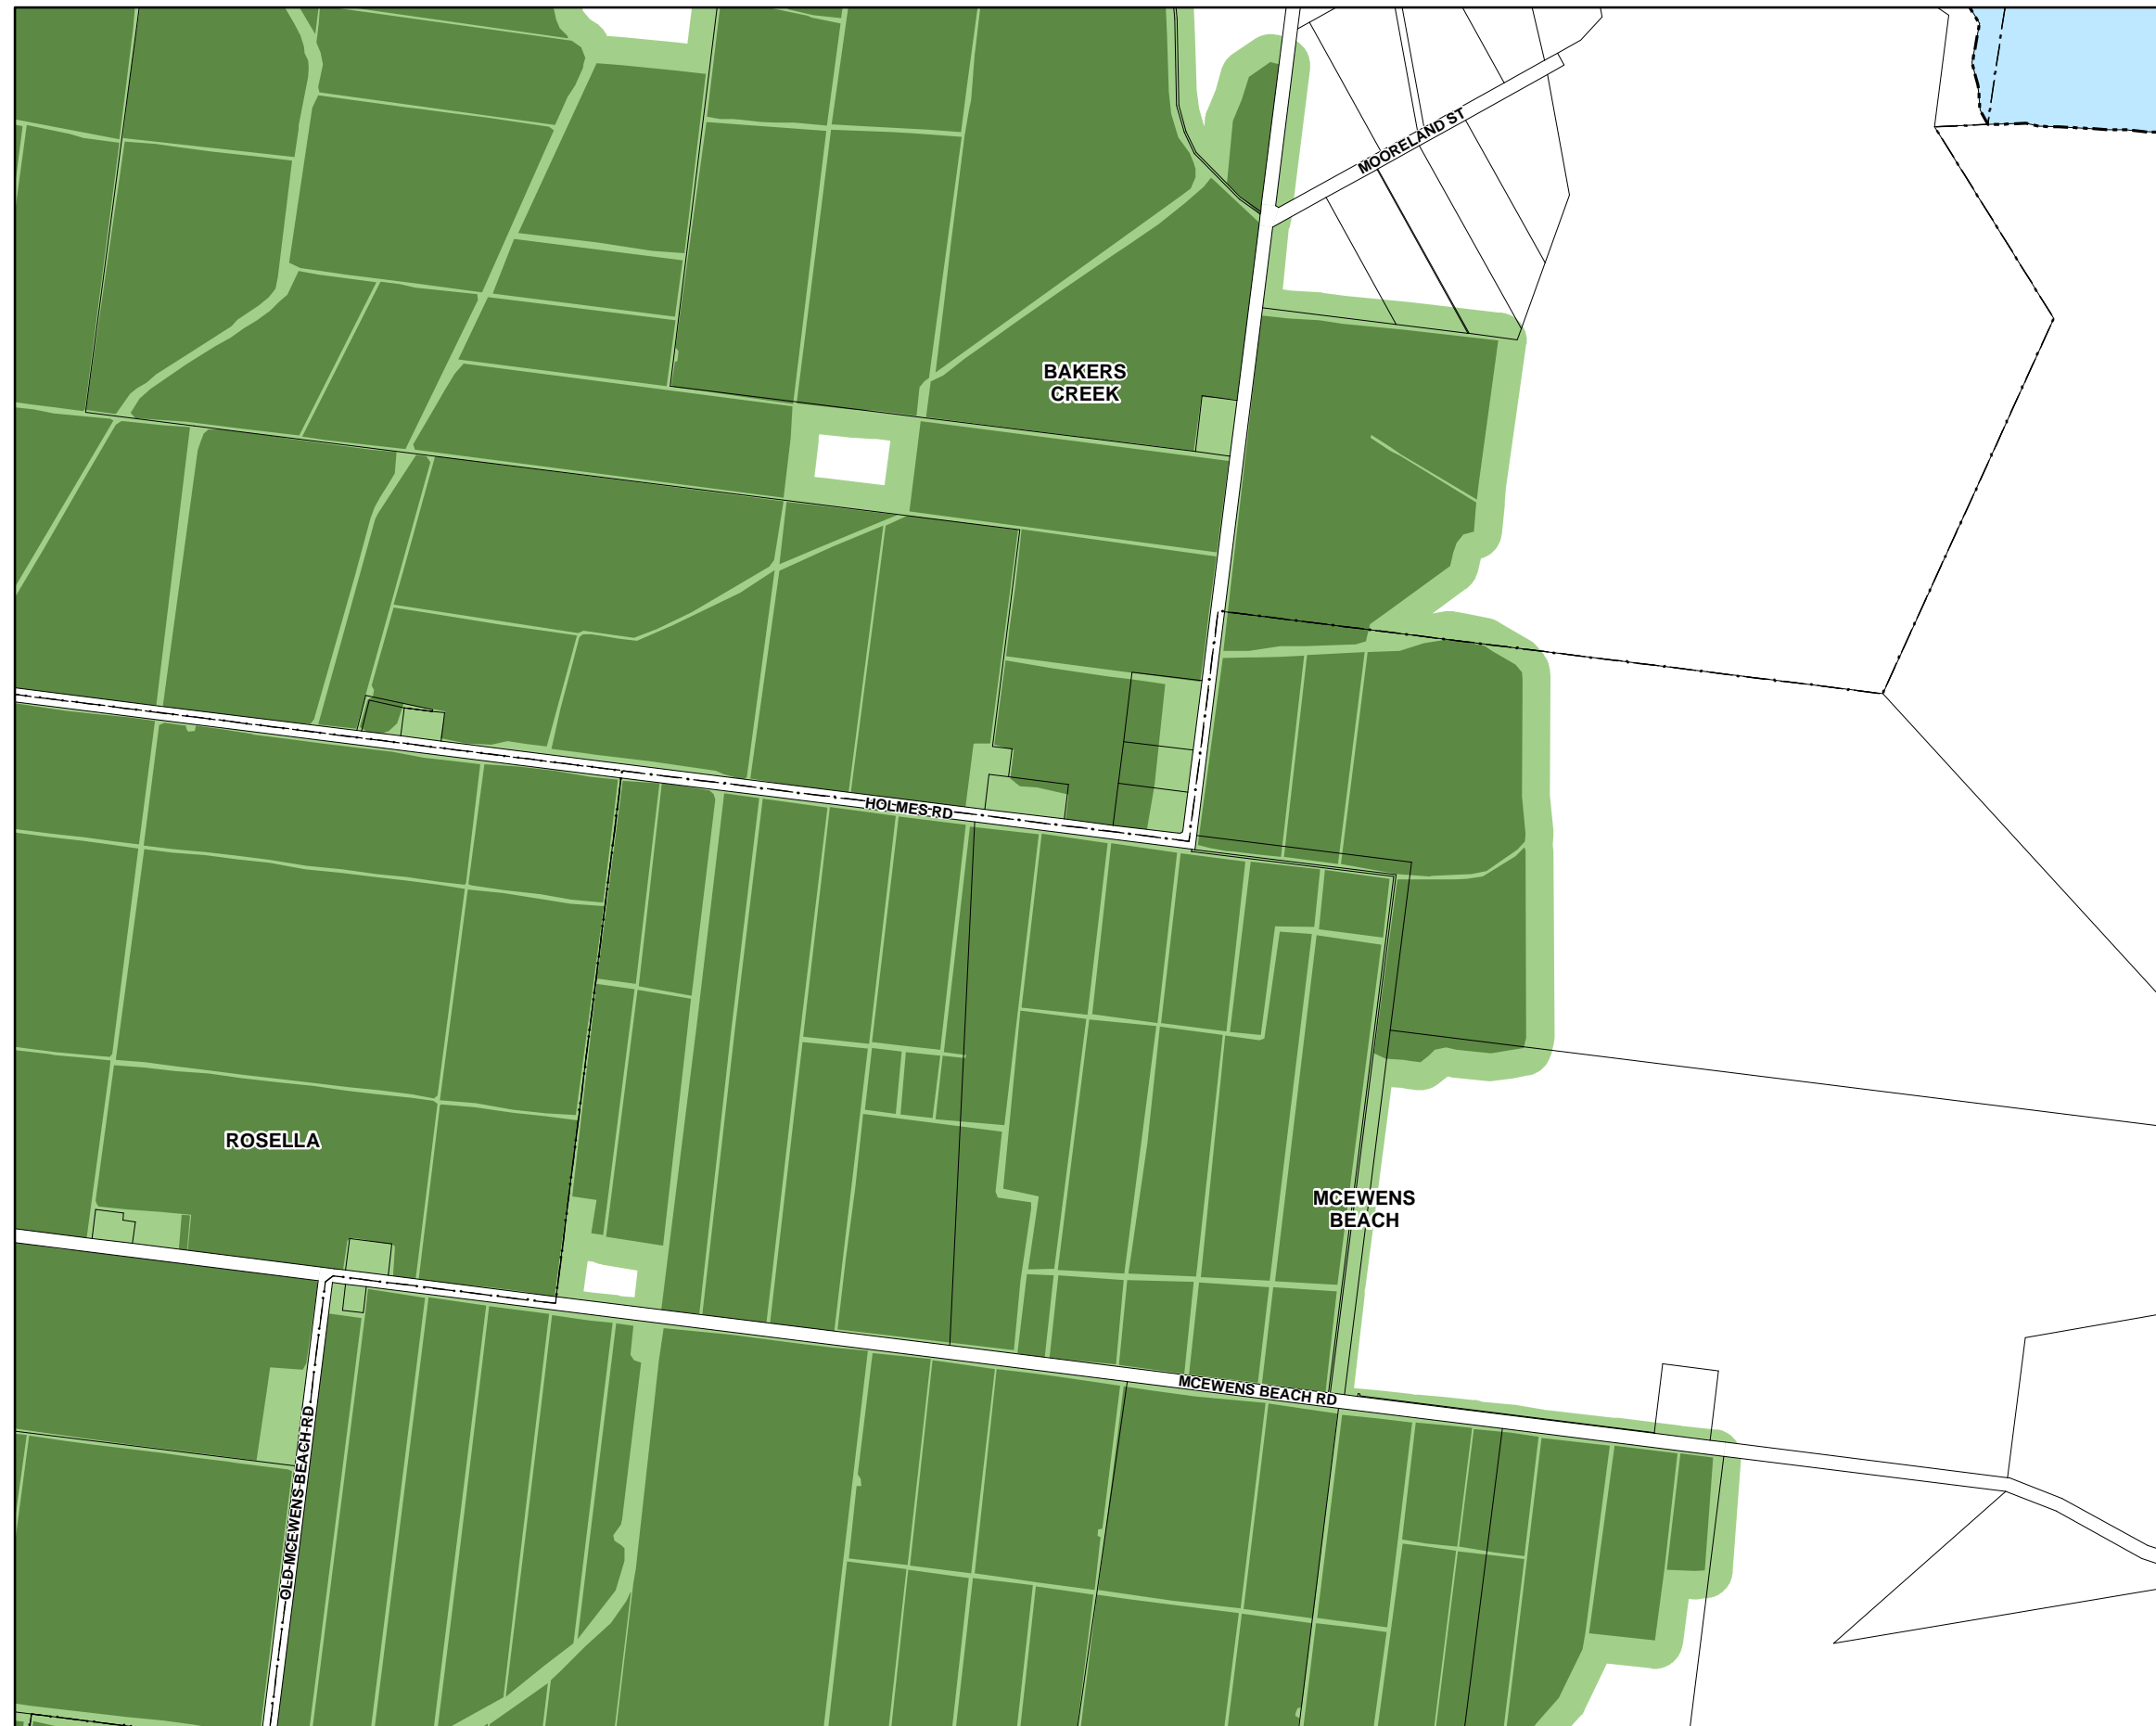 MOORELAND ST
BAKERS
CREEK
HOLMES RD
ROSELLA
MCEWENS
BEACH
MCEWENS BEACH RD
OLD MCEWENS BEACH RD